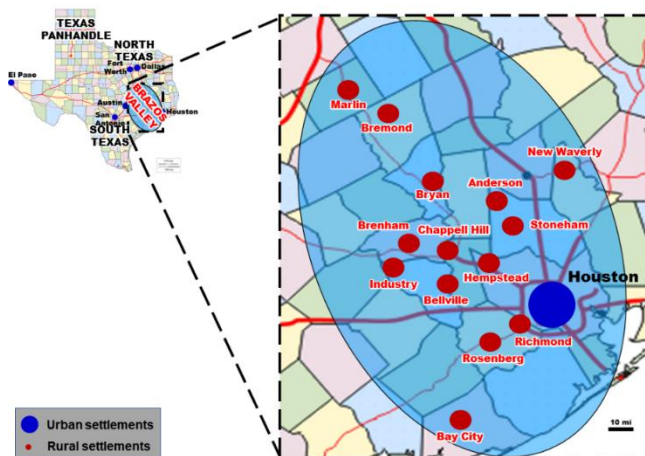 TEXAS
PANHANDLE
NORTH
TEXAS
Fort
Worth
Dallas
El Paso
Austin
BRAZOS
VALLEY
Houston
San
Antonio
SOUTH
TEXAS
Marlin
Bremond
New Waverly
Bryan
Anderson
Stoneham
Brenham
Chappell Hill
Industry
Hempstead
Bellville
Houston
Richmond
Rosenberg
Bay City
10 mi
Urban settlements
Rural settlements